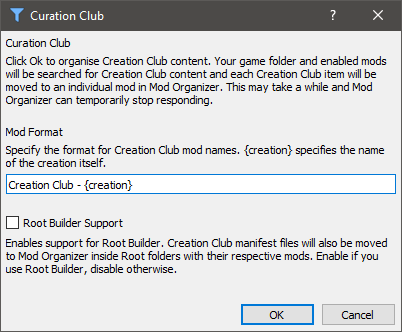 Curation Club
?
Curation Club
Click Ok to organise Creation Club content. Your game folder and enabled mods
will be searched for Creation Club content and each Creation Club item will be
moved to an individual mod in Mod Organizer. This may take a while and Mod
Organizer can temporarily stop responding.
Mod Format
Specify the format for Creation Club mod names. {creation} specifies the name
of the creation itself.
Creation Club - {creation}
Root Builder Support
Enables support for Root Builder. Creation Club manifest files will also be moved
to Mod Organizer inside Root folders with their respective mods. Enable if you
use Root Builder, disable otherwise.
OK
Cancel